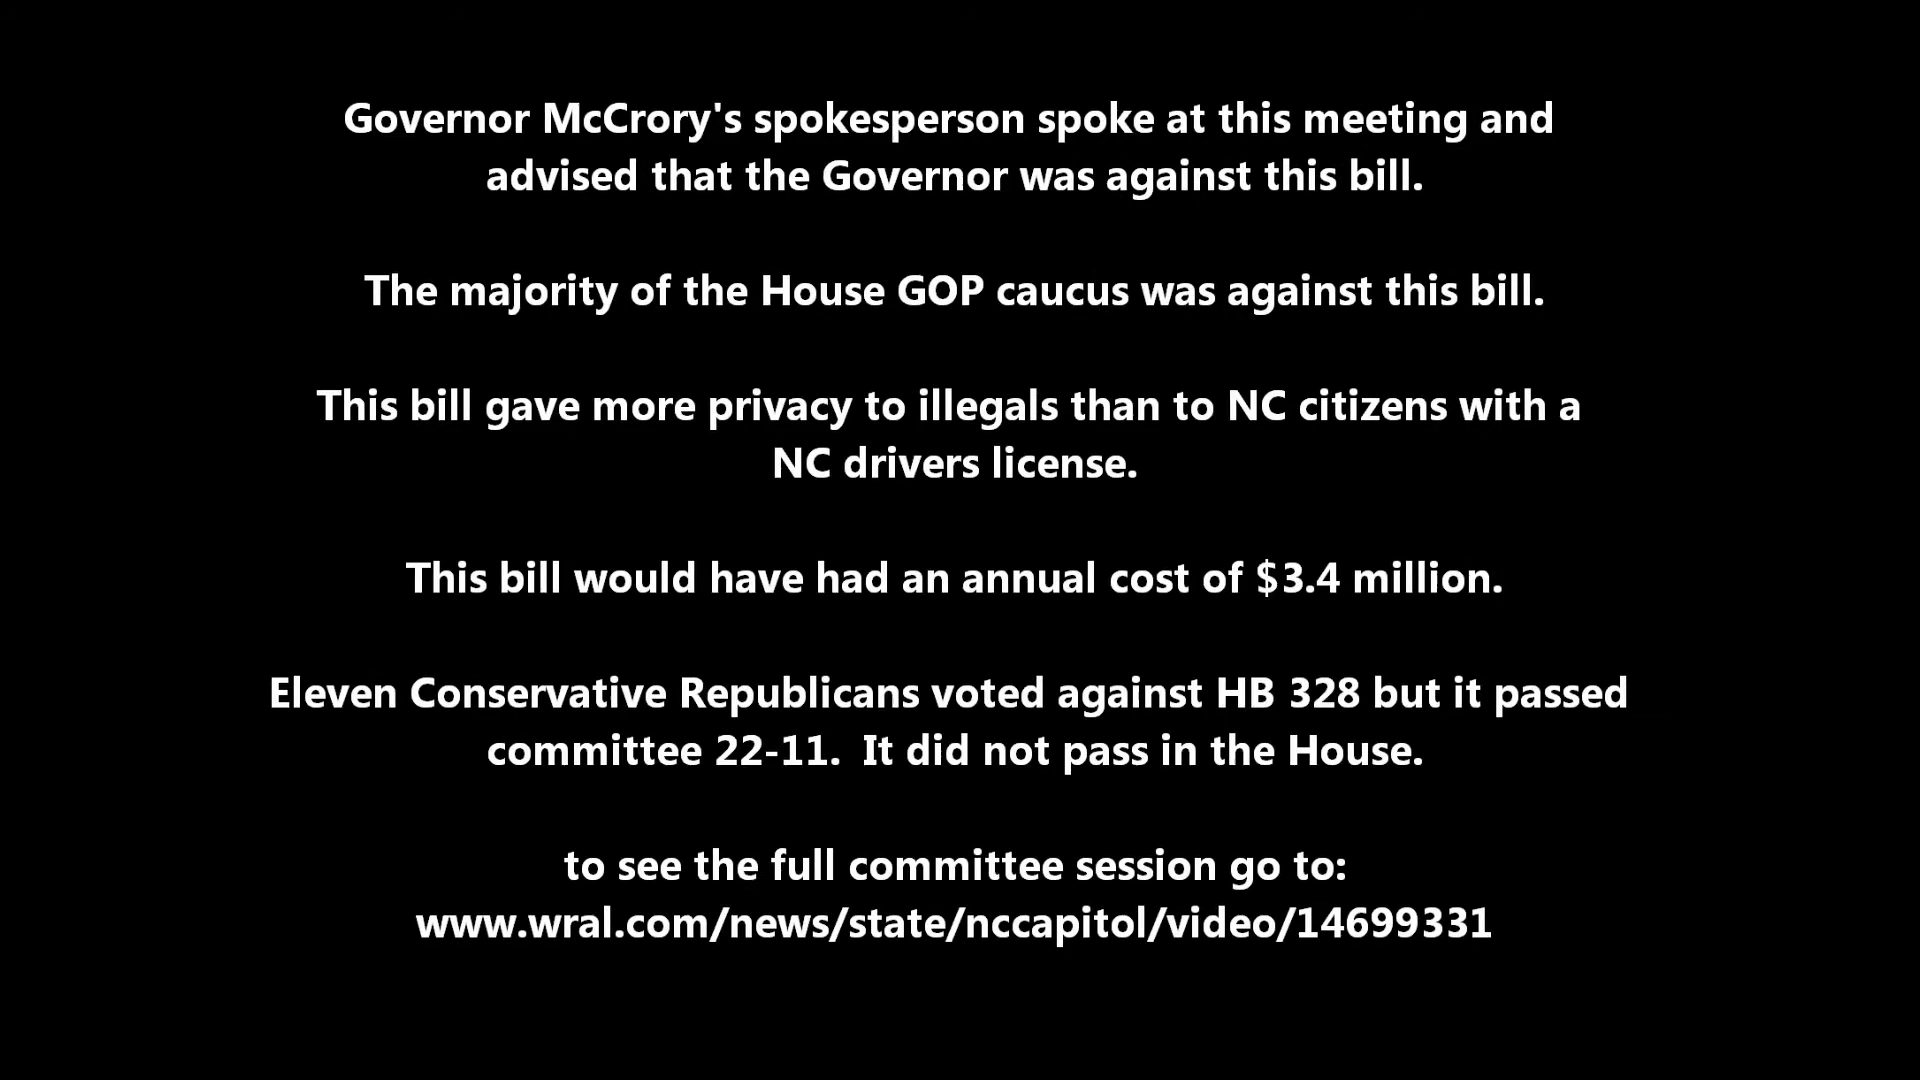 Governor McCrory's spokesperson spoke at this meeting and
advised that the Governor was against this bill.
The majority of the House GOP caucus was against this bill.
This bill gave more privacy to illegals than to NC citizens with a
NC drivers license.
This bill would have had an annual cost of $3.4 million.
Eleven Conservative Republicans voted against HB 328 but it passed
committee 22-11.  It did not pass in the House.
to see the full committee session go to:
www.wral.com/news/state/nccapitol/video/14699331